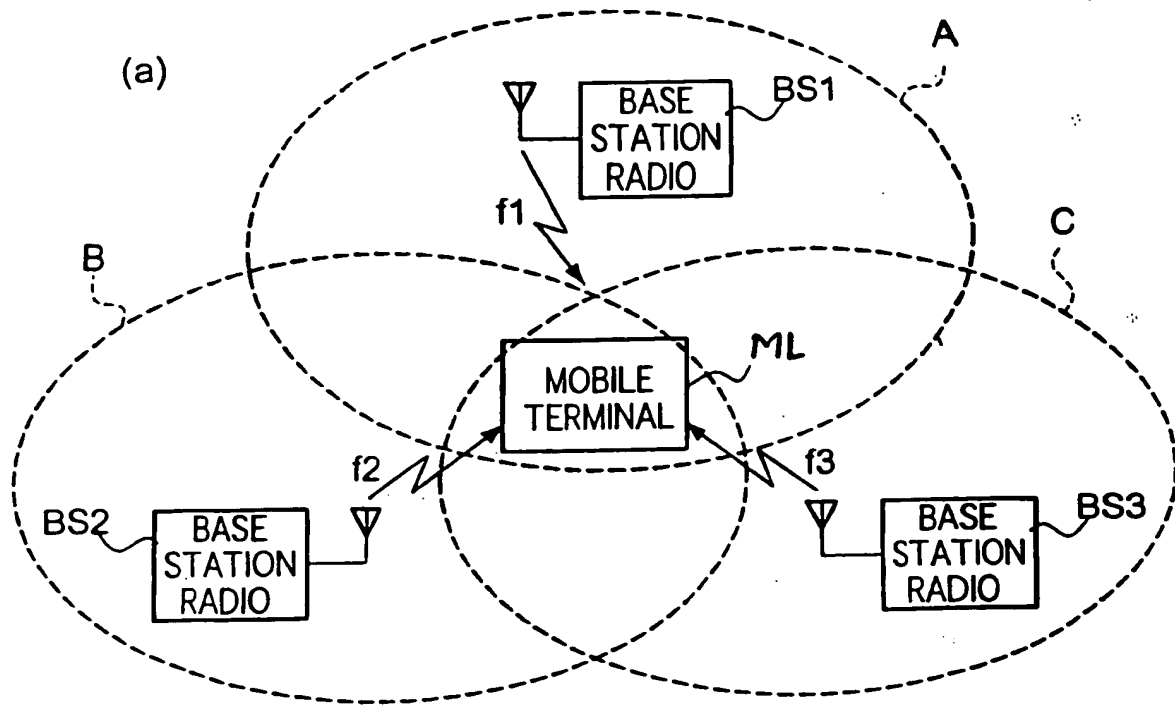 (a)
A
BASE
STATION
RADIO
BS1
f1
B
C
MOBILE
TERMINAL
ML
f2
f3
BS2
BASE
STATION
RADIO
BASE
STATION
RADIO
BS3